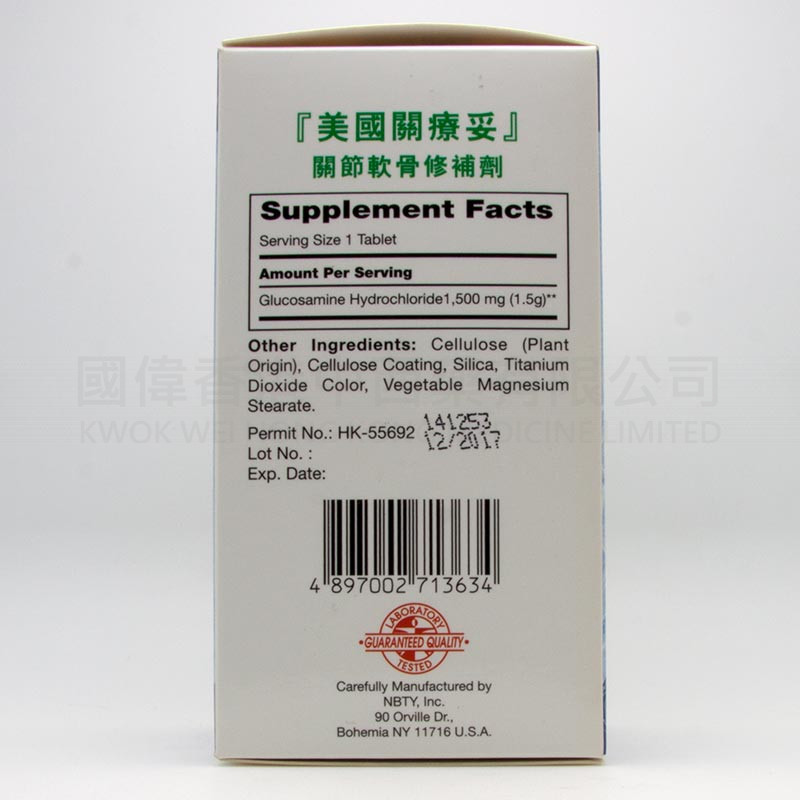 『美國關療妥』
關節軟骨修補劑
Supplement Facts
Serving Size 1 Tablet
Amount Per Serving
Glucosamine Hydrochloride1,500 mg (1.5g)**
Other Ingredients: Cellulose (Plant
Origin), Cellulose Coating, Silica, Titanium
Dioxide Color, Vegetable Magnesium
Stearate.
Permit No.: HK-55692
141253
12/2017
Lot No. :
Exp. Date:
4 897002 713634
LABORATORY
GUARANTEED QUALITY
TESTED
Carefully Manufactured by
NBTY, Inc.
90 Orville Dr.,
Bohemia NY 11716 U.S.A.
國偉香 有限公司
KWOK WEI MEDICINE LIMITED